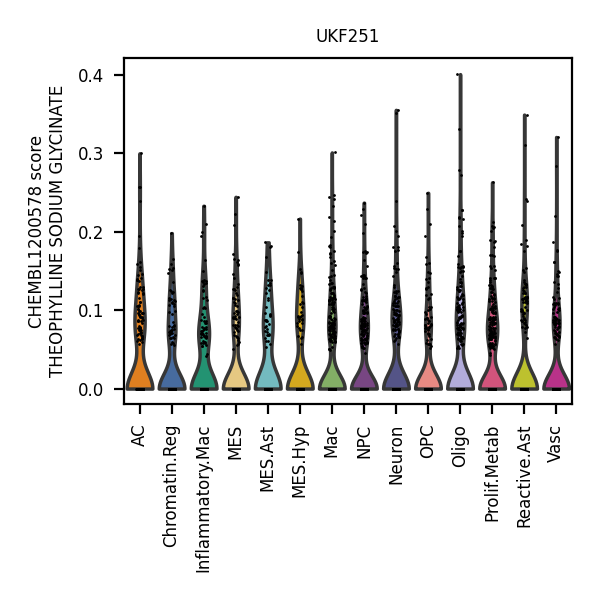 UKF251
CHEMBL1200578 score
THEOPHYLLINE SODIUM GLYCINATE
0.4
0.3
0.2
0.1
0.0
AC
Chromatin.Reg
Inflammatory.Mac
MES
MES.Ast
MES.Hyp
Mac
NPC
Neuron
OPC
Oligo
Prolif.Metab
Reactive.Ast
Vasc